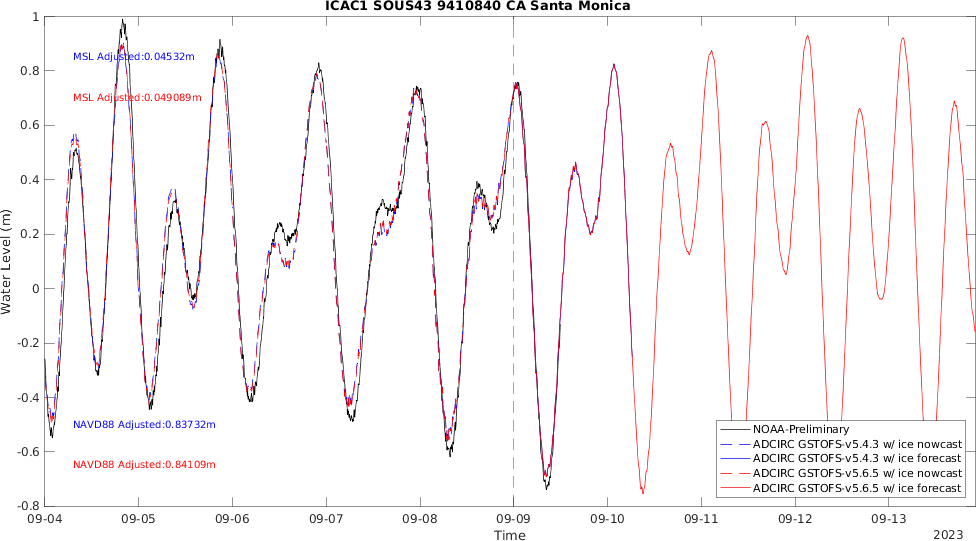 ICAC1 SOUS43 9410840 CA Santa Monica
1
0.8
0.6
0.4
0.2
0
-0.2
-0.4
-0.6
-0.8
Water Level (m)
MSL Adjusted:0.04532m
MSL Adjusted:0.049089m
NAVD88 Adjusted:0.83732m
NAVD88 Adjusted:0.84109m
NOAA-Preliminary
ADCIRC GSTOFS-v5.4.3 w/ ice nowcast
ADCIRC GSTOFS-v5.4.3 w/ ice forecast
ADCIRC GSTOFS-v5.6.5 w/ ice nowcast
ADCIRC GSTOFS-v5.6.5 w/ ice forecast
09-04 09-05 09-06 09-07 09-08 09-09 09-10 09-11 09-12 09-13
Time
2023